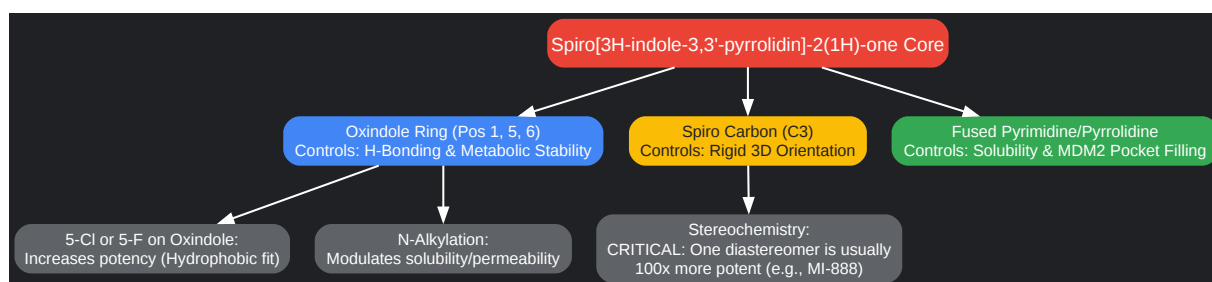 Spiro[3H-indole-3,3'-pyrrolidin]-2(1H)-one Core
Oxindole Ring (Pos 1, 5, 6)
Controls: H-Bonding & Metabolic Stability
Spiro Carbon (C3)
Controls: Rigid 3D Orientation
Fused Pyrimidine/Pyrrolidine
Controls: Solubility & MDM2 Pocket Filling
5-Cl or 5-F on Oxindole:
Increases potency (Hydrophobic fit)
N-Alkylation:
Modulates solubility/permeability
Stereochemistry:
CRITICAL: One diastereomer is usually
100x more potent (e.g., MI-888)